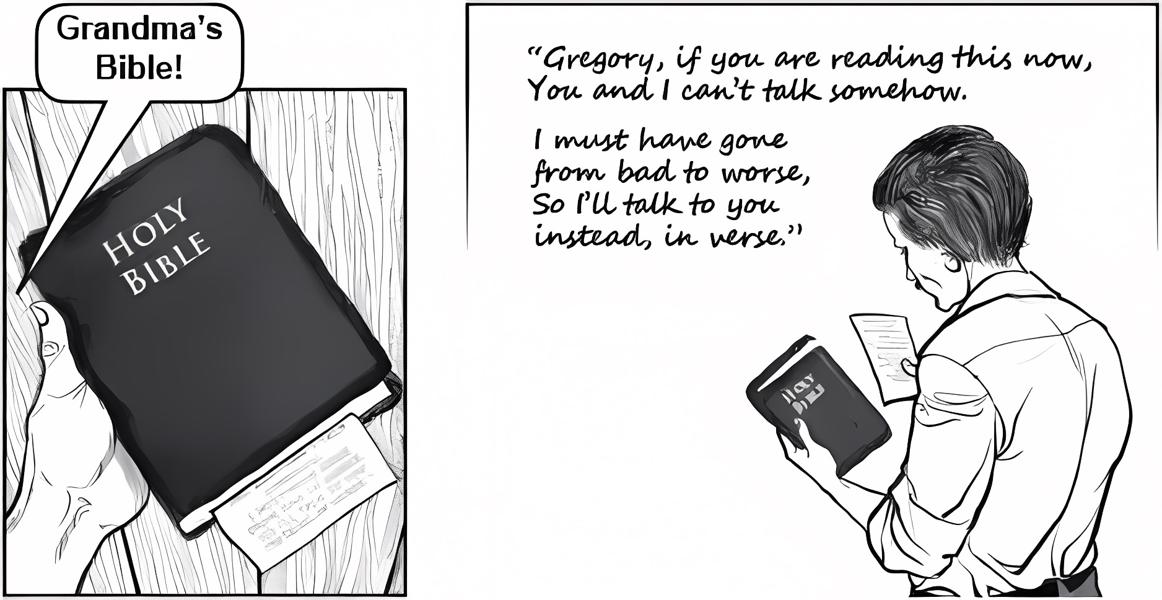 Grandma's
Bible!
HOLY
BIBLE
“Gregory, if you are reading this now,
You and I can't talk somehow.
I must have gone
from bad to worse,
So I'll talk to you
instead, in verse.”